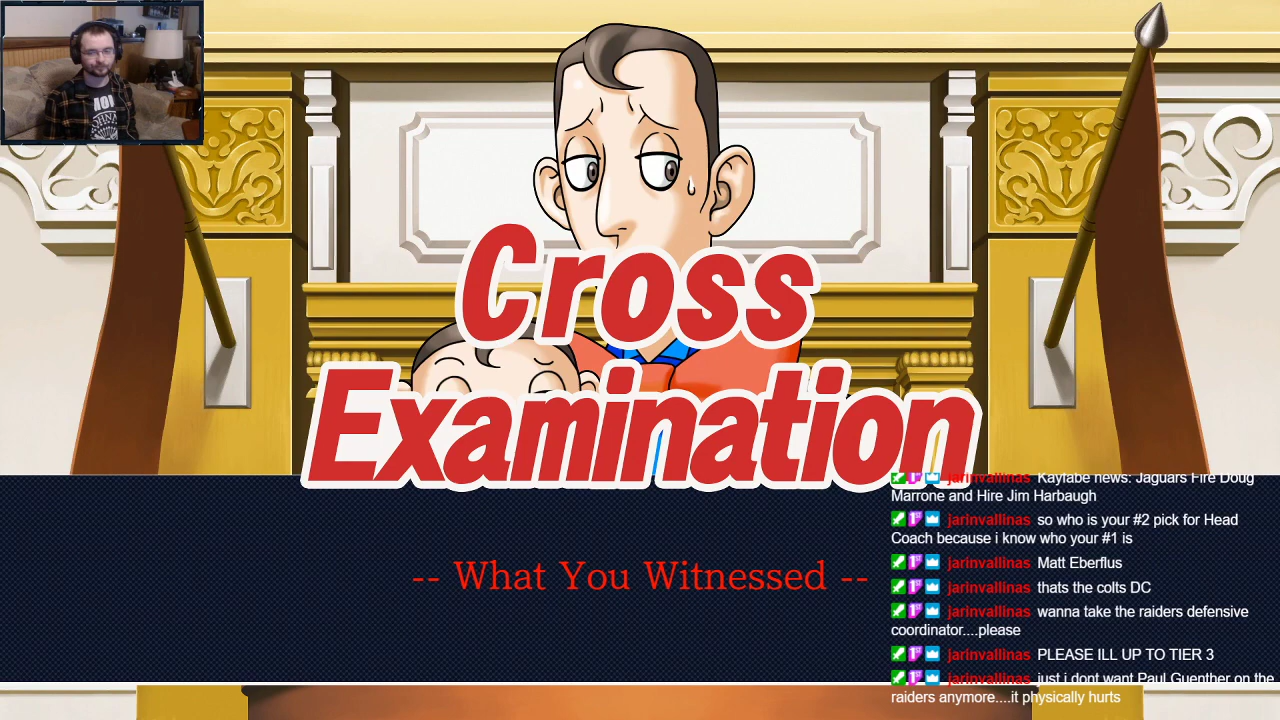 Cross
Examination
-- What You Witnessed --
jarinvallinas Kayfabe news: Jaguars Fire Doug
Marrone and Hire Jim Harbaugh
jarinvallinas so who is your #2 pick for Head
Coach because i know who your #1 is
jarinvallinas Matt Eberflus
jarinvallinas thats the colts DC
jarinvallinas wanna take the raiders defensive
coordinator....please
jarinvallinas PLEASE ILL UP TO TIER 3
jarinvallinas just i dont want Paul Guenther on the
raiders anymore....it physically hurts